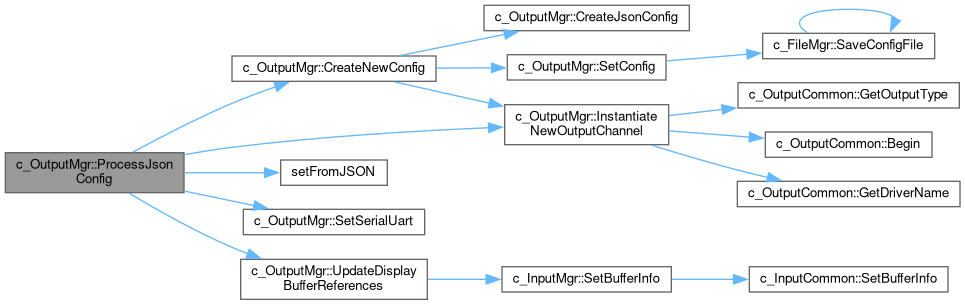 c_OutputMgr::ProcessJson
Config
c_OutputMgr::CreateNewConfig
setFromJSON
c_OutputMgr::SetSerialUart
c_OutputMgr::UpdateDisplay
BufferReferences
c_OutputMgr::CreateJsonConfig
c_OutputMgr::SetConfig
c_OutputMgr::Instantiate
NewOutputChannel
c_InputMgr::SetBufferInfo
c_FileMgr::SaveConfigFile
c_OutputCommon::GetOutputType
c_OutputCommon::Begin
c_OutputCommon::GetDriverName
c_InputCommon::SetBufferInfo